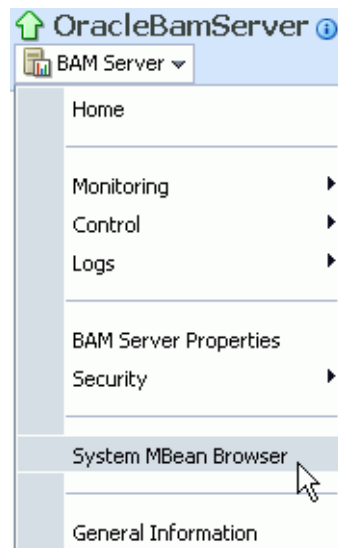 OracleBamServer
BAM Server
Home
Monitoring
Control
Logs
BAM Server Properties
Security
System MBean Browser
General Information